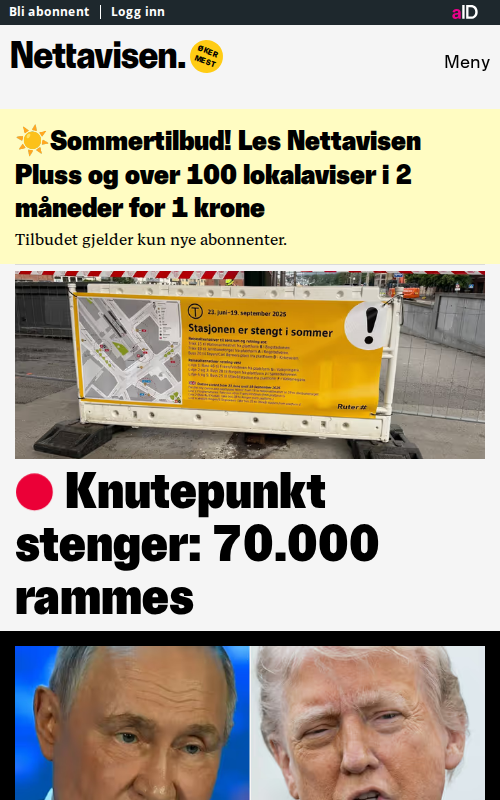 Bli abonnent | Logg inn
aID
Nettavisen.
ØKER MEST
Meny
☀️Sommertilbud! Les Nettavisen
Pluss og over 100 lokalaviser i 2
måneder for 1 krone
Tilbudet gjelder kun nye abonnenter.
T
23. juni–19. september 2026
Stasjonen er stengt i sommer
!
Ruter#
🔴 Knutepunkt
stenger: 70.000
rammes